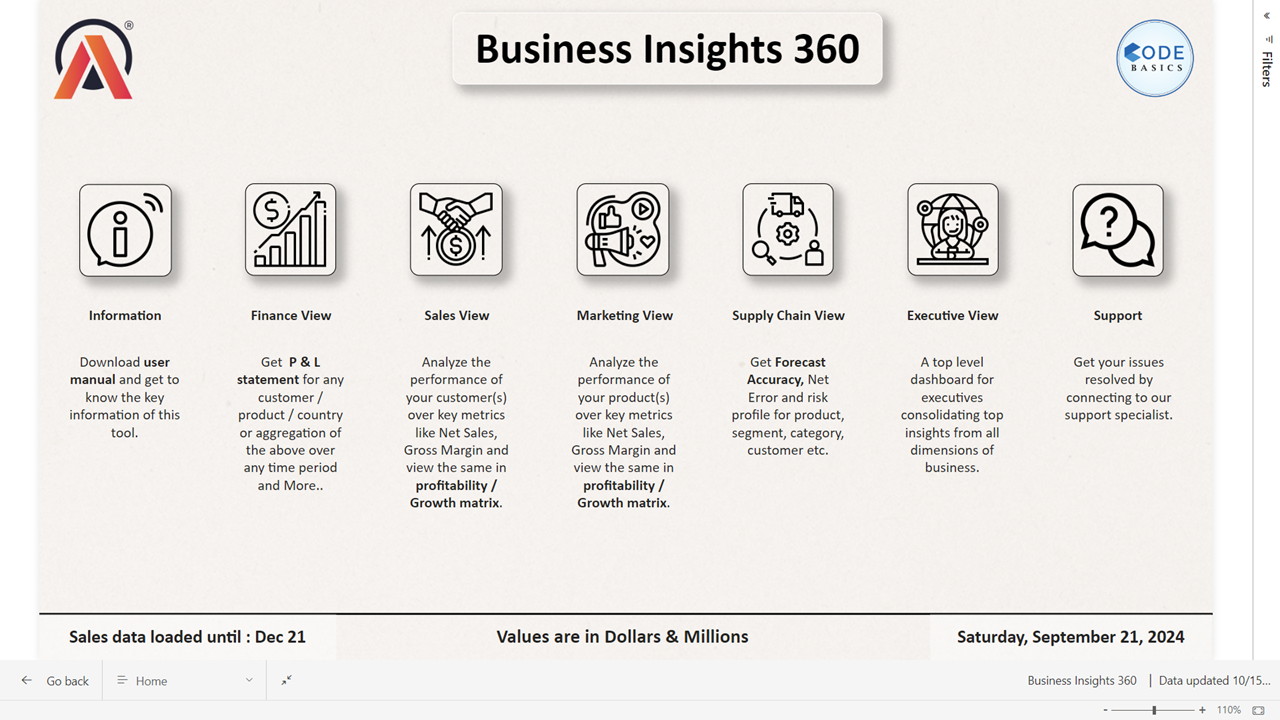 ®
Business Insights 360
CODE
BASICS
Filters
Information
Download user
manual and get to
know the key
information of this
tool.
Finance View
Get P & L
statement for any
customer /
product / country
or aggregation of
the above over
any time period
and More..
Sales View
Analyze the
performance of
your customer(s)
over key metrics
like Net Sales,
Gross Margin and
view the same in
profitability /
Growth matrix.
Marketing View
Analyze the
performance of
your product(s)
over key metrics
like Net Sales,
Gross Margin and
view the same in
profitability /
Growth matrix.
Supply Chain View
Get Forecast
Accuracy, Net
Error and risk
profile for product,
segment, category,
customer etc.
Executive View
A top level
dashboard for
executives
consolidating top
insights from all
dimensions of
business.
Support
Get your issues
resolved by
connecting to our
support specialist.
Sales data loaded until : Dec 21
Values are in Dollars & Millions
Saturday, September 21, 2024
Go back
Home
Business Insights 360 | Data updated 10/15...
- + 110%